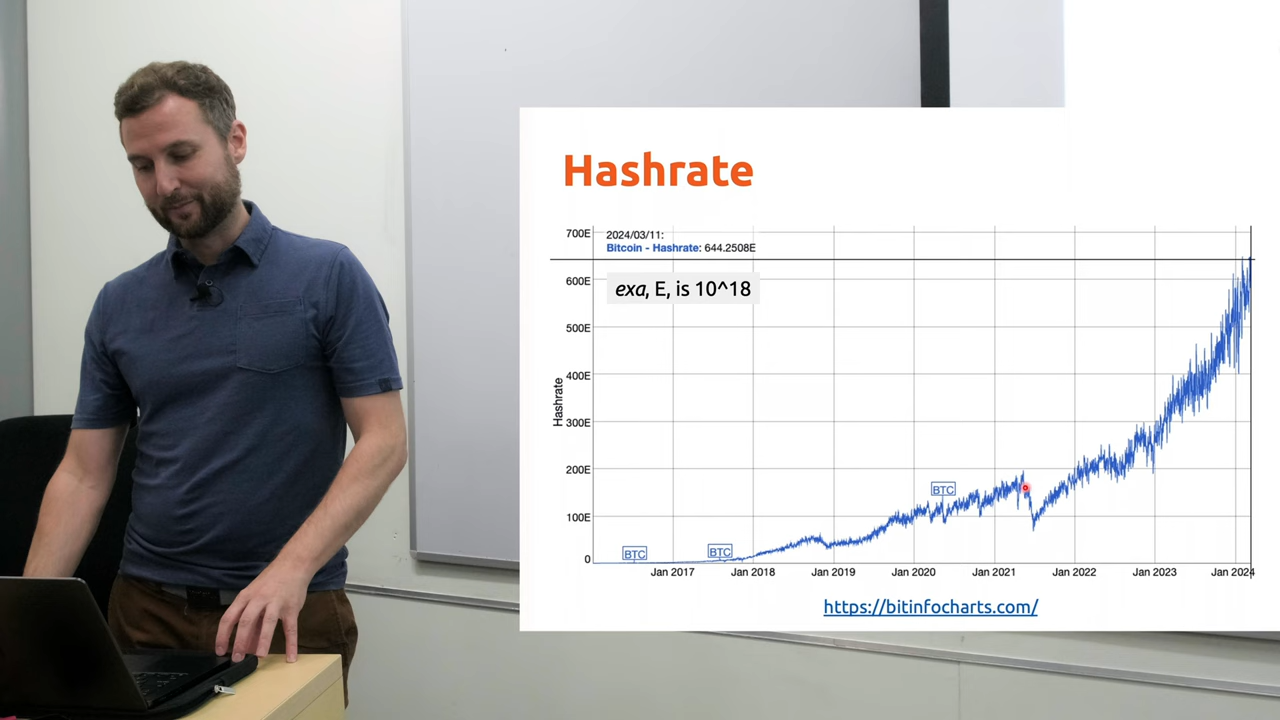 Hashrate
700E
2024/03/11:
Bitcoin - Hashrate: 644.2508E
600E
exa, E, is 10^18
500E
400E
Hashrate
300E
200E
BTC
100E
BTC
BTC
0
Jan 2017
Jan 2018
Jan 2019
Jan 2020
Jan 2021
Jan 2022
Jan 2023
Jan 2024
https://bitinfocharts.com/